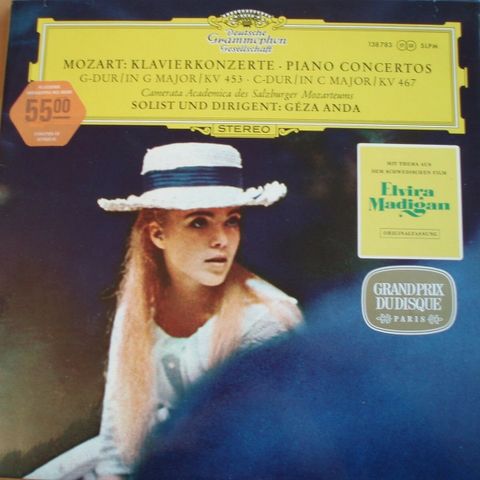 Deutsche
Grammophon
Gesellschaft
138783
SLPM
MOZART: KLAVIERKONZERTE · PIANO CONCERTOS
G-DUR/IN G MAJOR/KV 453 · C-DUR/IN C MAJOR/KV 467
Camerata Academica des Salzburger Mozarteums
SOLIST UND DIRIGENT: GÉZA ANDA
STEREO
55.00
MIT THEMA AUS
DEM SCHWEDISCHEN FILM
Elvira
Madigan
ORIGINALFASSUNG
GRAND PRIX
DU DISQUE
PARIS